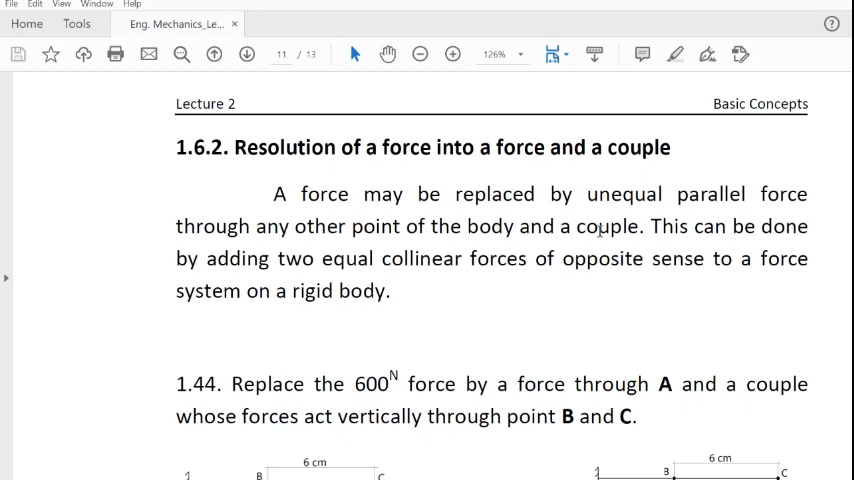 File Edit View Window Help
Home Tools Eng. Mechanics_Le... ×
11 / 13 126%
Lecture 2 Basic Concepts
1.6.2. Resolution of a force into a force and a couple
A force may be replaced by unequal parallel force
through any other point of the body and a couple. This can be done
by adding two equal collinear forces of opposite sense to a force
system on a rigid body.
1.44. Replace the 600ᴺ force by a force through A and a couple
whose forces act vertically through point B and C.
6 cm 6 cm
1 B C 1 B C